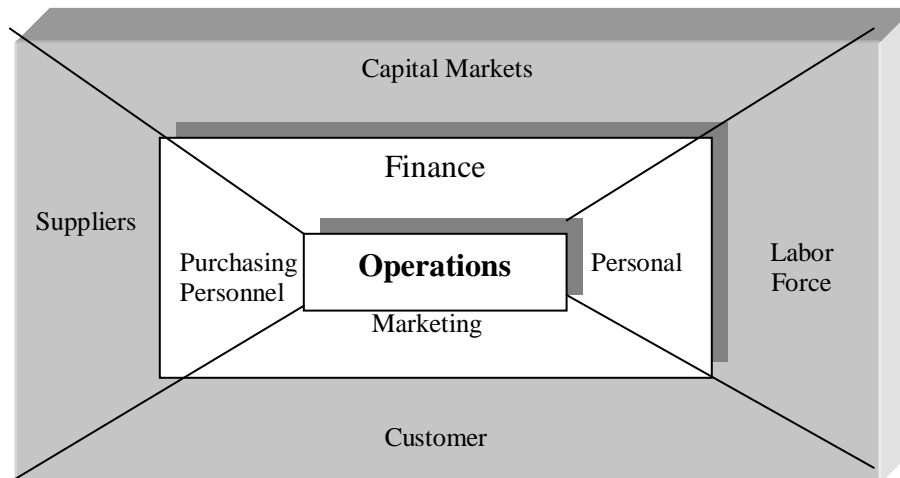 Capital Markets
Finance
Suppliers
Purchasing
Personnel
Operations
Personal
Labor
Force
Marketing
Customer